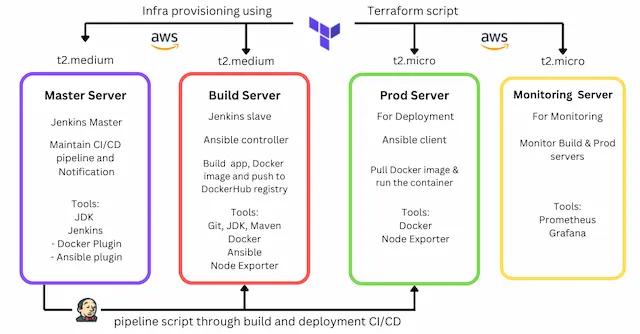 Infra provisioning using
Terraform script
aws
aws
t2.medium
t2.medium
t2.micro
t2.micro
Master Server
Jenkins Master
Maintain CI/CD
pipeline and
Notification
Tools:
JDK
Jenkins
- Docker Plugin
- Ansible plugin
Build Server
Jenkins slave
Ansible controller
Build app, Docker
image and push to
DockerHub registry
Tools:
Git, JDK, Maven
Docker
Ansible
Node Exporter
Prod Server
For Deployment
Ansible client
Pull Docker image &
run the container
Tools:
Docker
Node Exporter
Monitoring Server
For Monitoring
Monitor Build & Prod
servers
Tools:
Prometheus
Grafana
pipeline script through build and deployment CI/CD